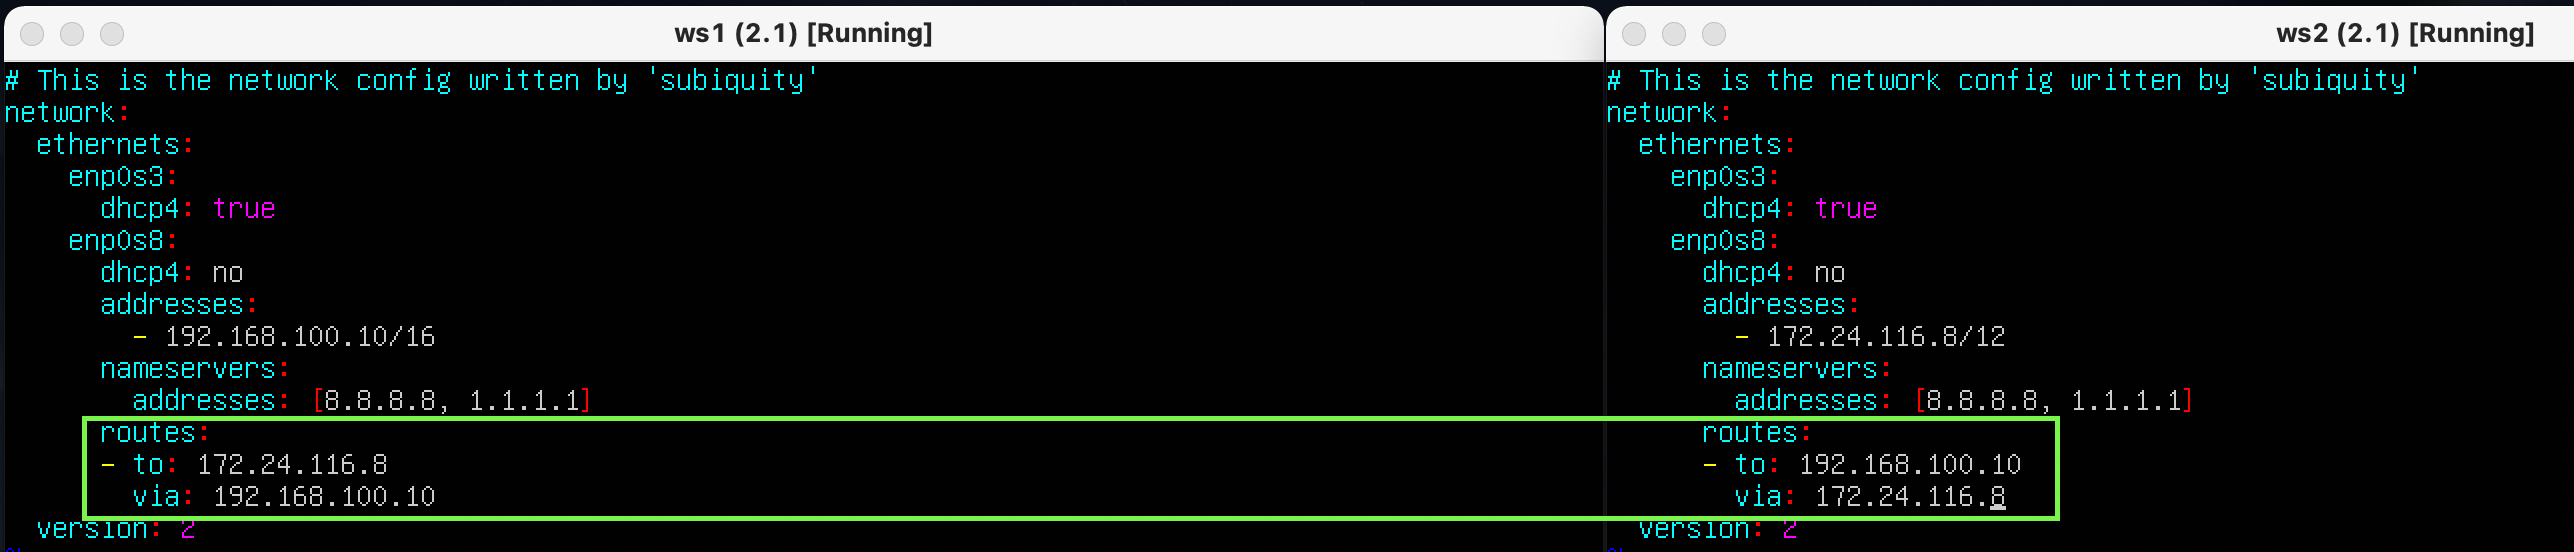 ws1 (2.1) [Running]
# This is the network config written by 'subiquity'
network:
  ethernets:
    enp0s3:
      dhcp4: true
    enp0s8:
      dhcp4: no
      addresses:
        - 192.168.100.10/16
      nameservers:
        addresses: [8.8.8.8, 1.1.1.1]
      routes:
      - to: 172.24.116.8
        via: 192.168.100.10
  version: 2
ws2 (2.1) [Running]
# This is the network config written by 'subiquity'
network:
  ethernets:
    enp0s3:
      dhcp4: true
    enp0s8:
      dhcp4: no
      addresses:
        - 172.24.116.8/12
      nameservers:
        addresses: [8.8.8.8, 1.1.1.1]
      routes:
      - to: 192.168.100.10
        via: 172.24.116.8
  version: 2